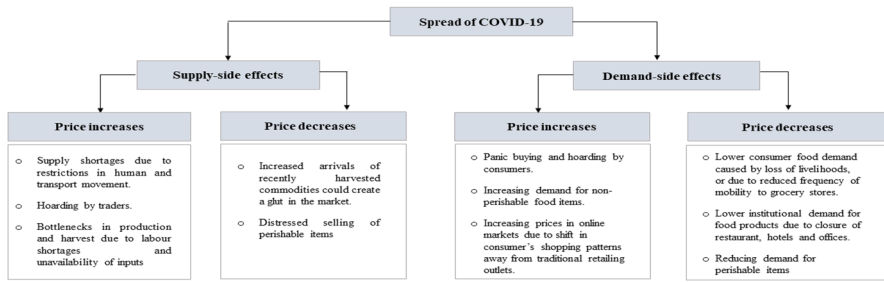 Spread of COVID-19
Supply-side effects
Demand-side effects
Price increases
Price decreases
Price increases
Price decreases
o Supply shortages due to
restrictions in human and
transport movement.
o Hoarding by traders.
o Bottlenecks in production
and harvest due to labour
shortages and
unavailability of inputs
o Increased arrivals of
recently harvested
commodities could create
a glut in the market.
o Distressed selling of
perishable items
o Panic buying and hoarding by
consumers.
o Increasing demand for non-
perishable food items.
o Increasing prices in online
markets due to shift in
consumer's shopping patterns
away from traditional retailing
outlets.
o Lower consumer food demand
caused by loss of livelihoods,
or due to reduced frequency of
mobility to grocery stores.
o Lower institutional demand for
food products due to closure of
restaurant, hotels and offices.
o Reducing demand for
perishable items